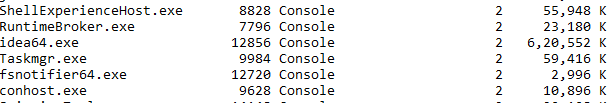 ShellExperienceHost.exe 8828 Console 2 55,948 K
RuntimeBroker.exe 7796 Console 2 23,180 K
idea64.exe 12856 Console 2 6,20,552 K
Taskmgr.exe 9984 Console 2 59,416 K
fsnotifier64.exe 12720 Console 2 2,996 K
conhost.exe 9628 Console 2 10,896 K